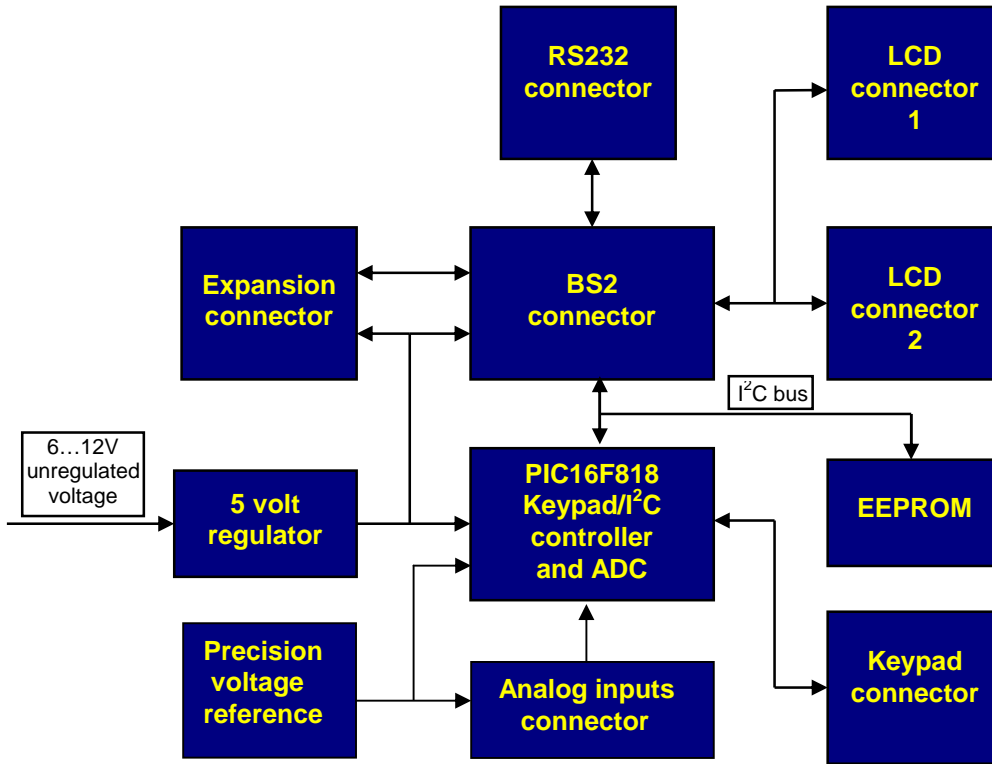 RS232
connector
LCD
connector
1
Expansion
connector
BS2
connector
LCD
connector
2
I²C bus
6…12V
unregulated
voltage
5 volt
regulator
PIC16F818
Keypad/I²C
controller
and ADC
EEPROM
Precision
voltage
reference
Analog inputs
connector
Keypad
connector